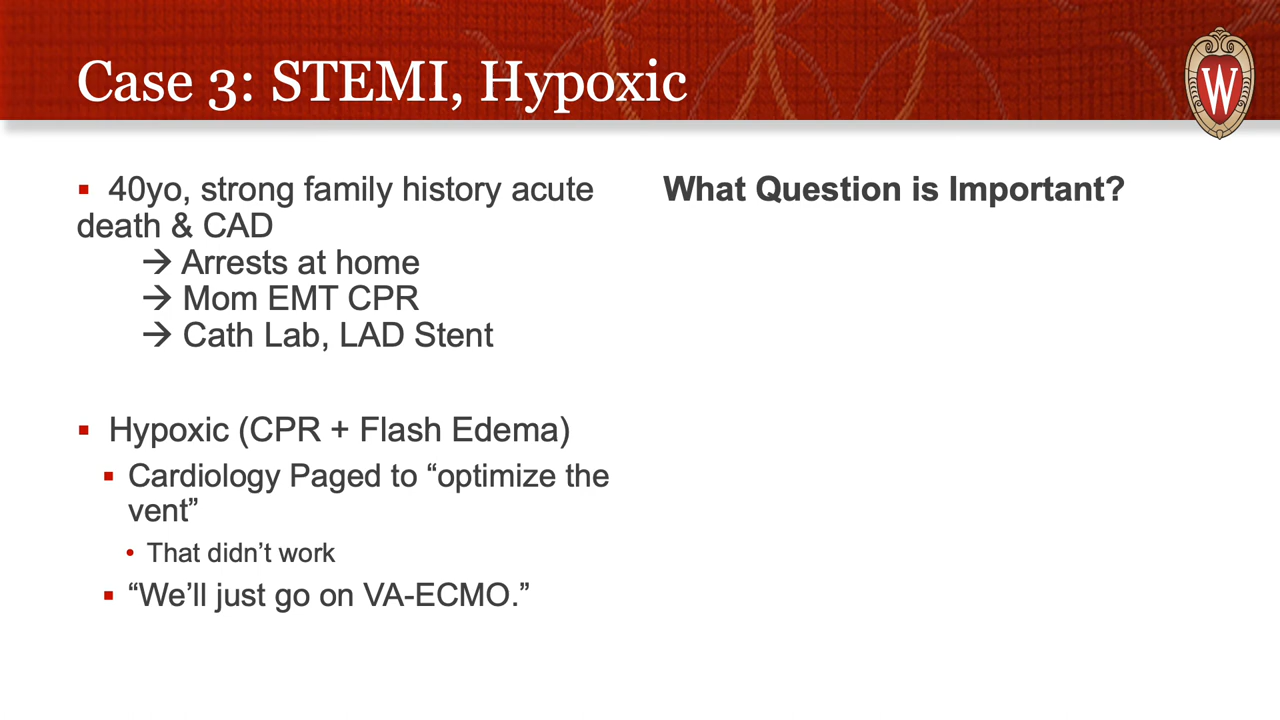 Case 3: STEMI, Hypoxic
W
▪ 40yo, strong family history acute
death & CAD
→ Arrests at home
→ Mom EMT CPR
→ Cath Lab, LAD Stent
▪ Hypoxic (CPR + Flash Edema)
▪ Cardiology Paged to “optimize the
vent”
• That didn’t work
▪ “We’ll just go on VA-ECMO.”
What Question is Important?